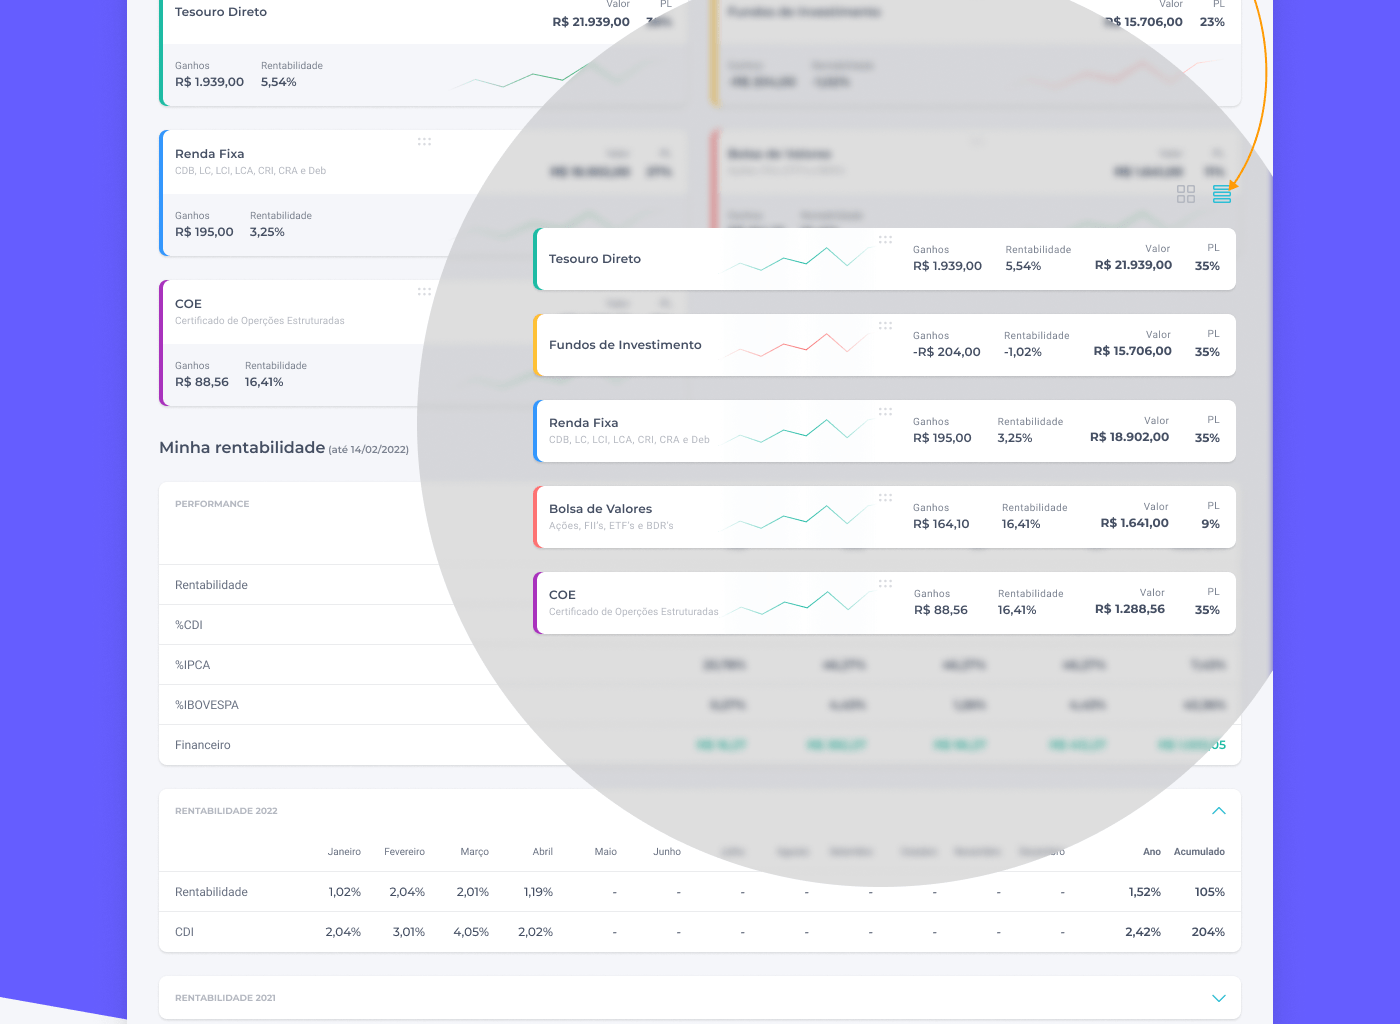 Valor PL
Tesouro Direto
R$ 21.939,00
Ganhos Rentabilidade
R$ 1.939,00 5,54%
Valor PL
Fundos de Investimento
R$ 15.706,00 23%
Rentabilidade
Renda Fixa
CDB, LC, LCI, LCA, CRI, CRA e Deb
Ganhos Rentabilidade
R$ 195,00 3,25%
Bolsa de Valores
COE
Certificado de Operções Estruturadas
Ganhos Rentabilidade
R$ 88,56 16,41%
Tesouro Direto
Ganhos Rentabilidade Valor PL
R$ 1.939,00 5,54% R$ 21.939,00 35%
Fundos de Investimento
Ganhos Rentabilidade Valor PL
-R$ 204,00 -1,02% R$ 15.706,00 35%
Renda Fixa
CDB, LC, LCI, LCA, CRI, CRA e Deb
Ganhos Rentabilidade Valor PL
R$ 195,00 3,25% R$ 18.902,00 35%
Bolsa de Valores
Ações, FII's, ETF's e BDR's
Ganhos Rentabilidade Valor PL
R$ 164,10 16,41% R$ 1.641,00 9%
COE
Certificado de Operções Estruturadas
Ganhos Rentabilidade Valor PL
R$ 88,56 16,41% R$ 1.288,56 35%
Minha rentabilidade (até 14/02/2022)
PERFORMANCE
Rentabilidade
%CDI
%IPCA
%IBOVESPA
Financeiro
RENTABILIDADE 2022
Janeiro Fevereiro Março Abril Maio Junho Ano Acumulado
Rentabilidade 1,02% 2,04% 2,01% 1,19% - - - - - - - - 1,52% 105%
CDI 2,04% 3,01% 4,05% 2,02% - - - - - - - - 2,42% 204%
RENTABILIDADE 2021